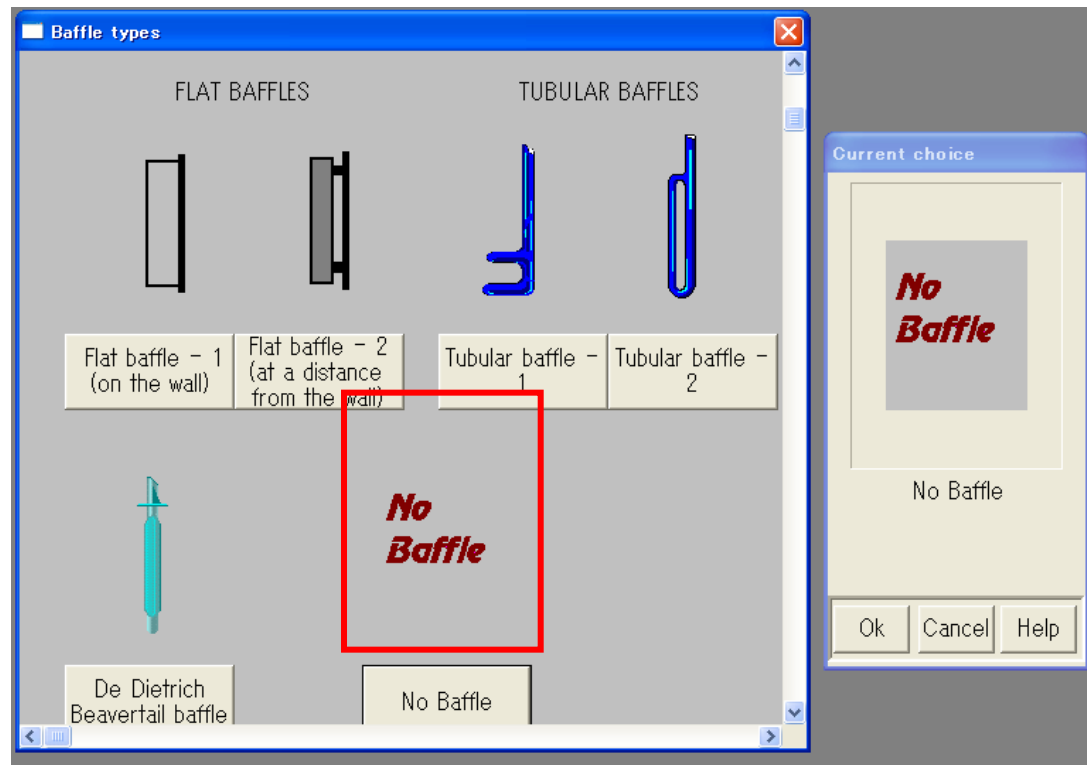 Baffle types
FLAT BAFFLES
TUBULAR BAFFLES
Flat baffle - 1
(on the wall)
Flat baffle - 2
(at a distance
from the wall)
Tubular baffle -
1
Tubular baffle -
2
No
Baffle
De Dietrich
Beavertail baffle
No Baffle
Current choice
No
Baffle
No Baffle
Ok
Cancel
Help